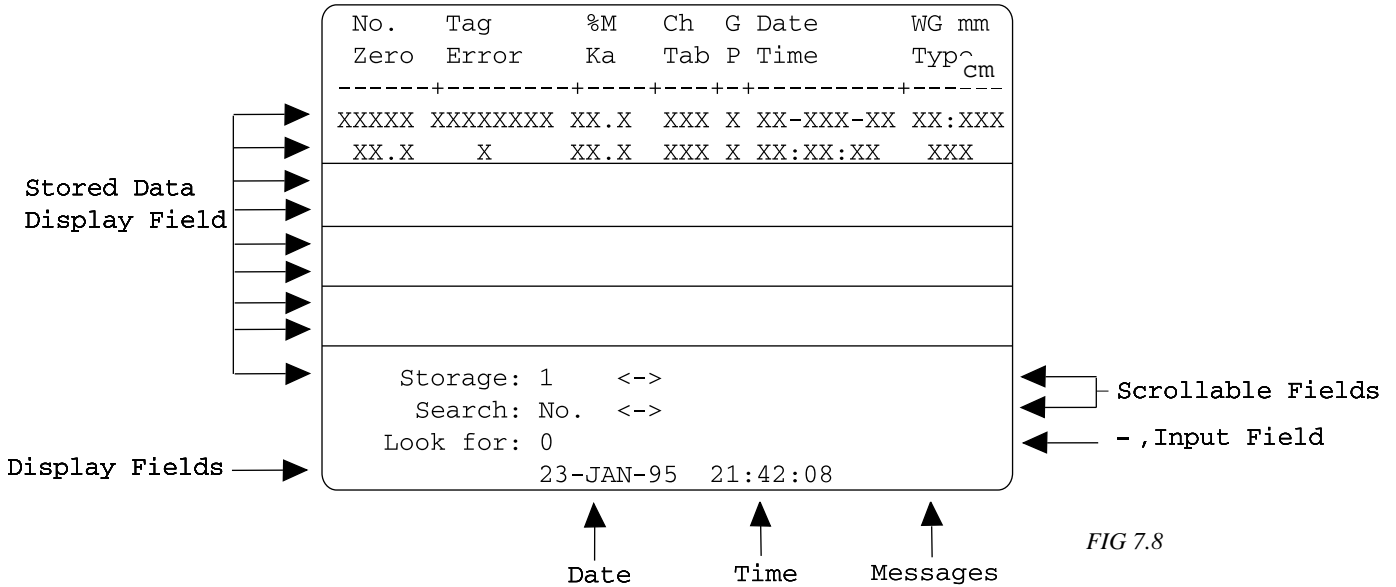 No. Tag %M Ch G Date WG mm
Zero Error Ka Tab P Time Type cm
------+---------+-----+---+-+----------+-------
XXXXX XXXXXXXX XX.X XXX X XX-XXX-XX XX:XXX
XX.X X XX.X XXX X XX:XX:XX XXX
Stored Data
Display Field
Storage: 1 <->
Search: No. <->
Scrollable Fields
Look for: 0
- ,Input Field
Display Fields
23-JAN-95 21:42:08
FIG 7.8
Date Time Messages